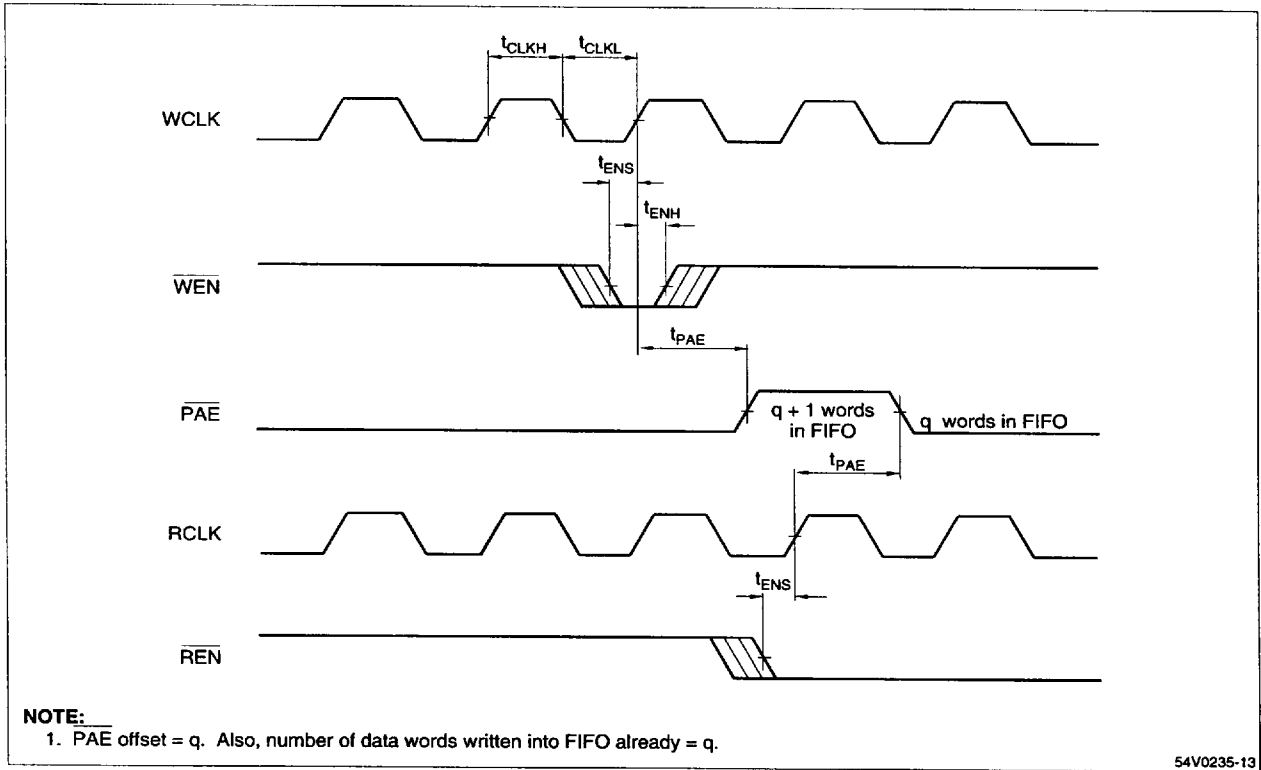 tCLKH tCLKL
WCLK
tENS
tENH
WEN
tPAE
PAE
q + 1 words
in FIFO
q words in FIFO
tPAE
RCLK
tENS
REN
NOTE:
1. PAE offset = q. Also, number of data words written into FIFO already = q.
54V0235-13